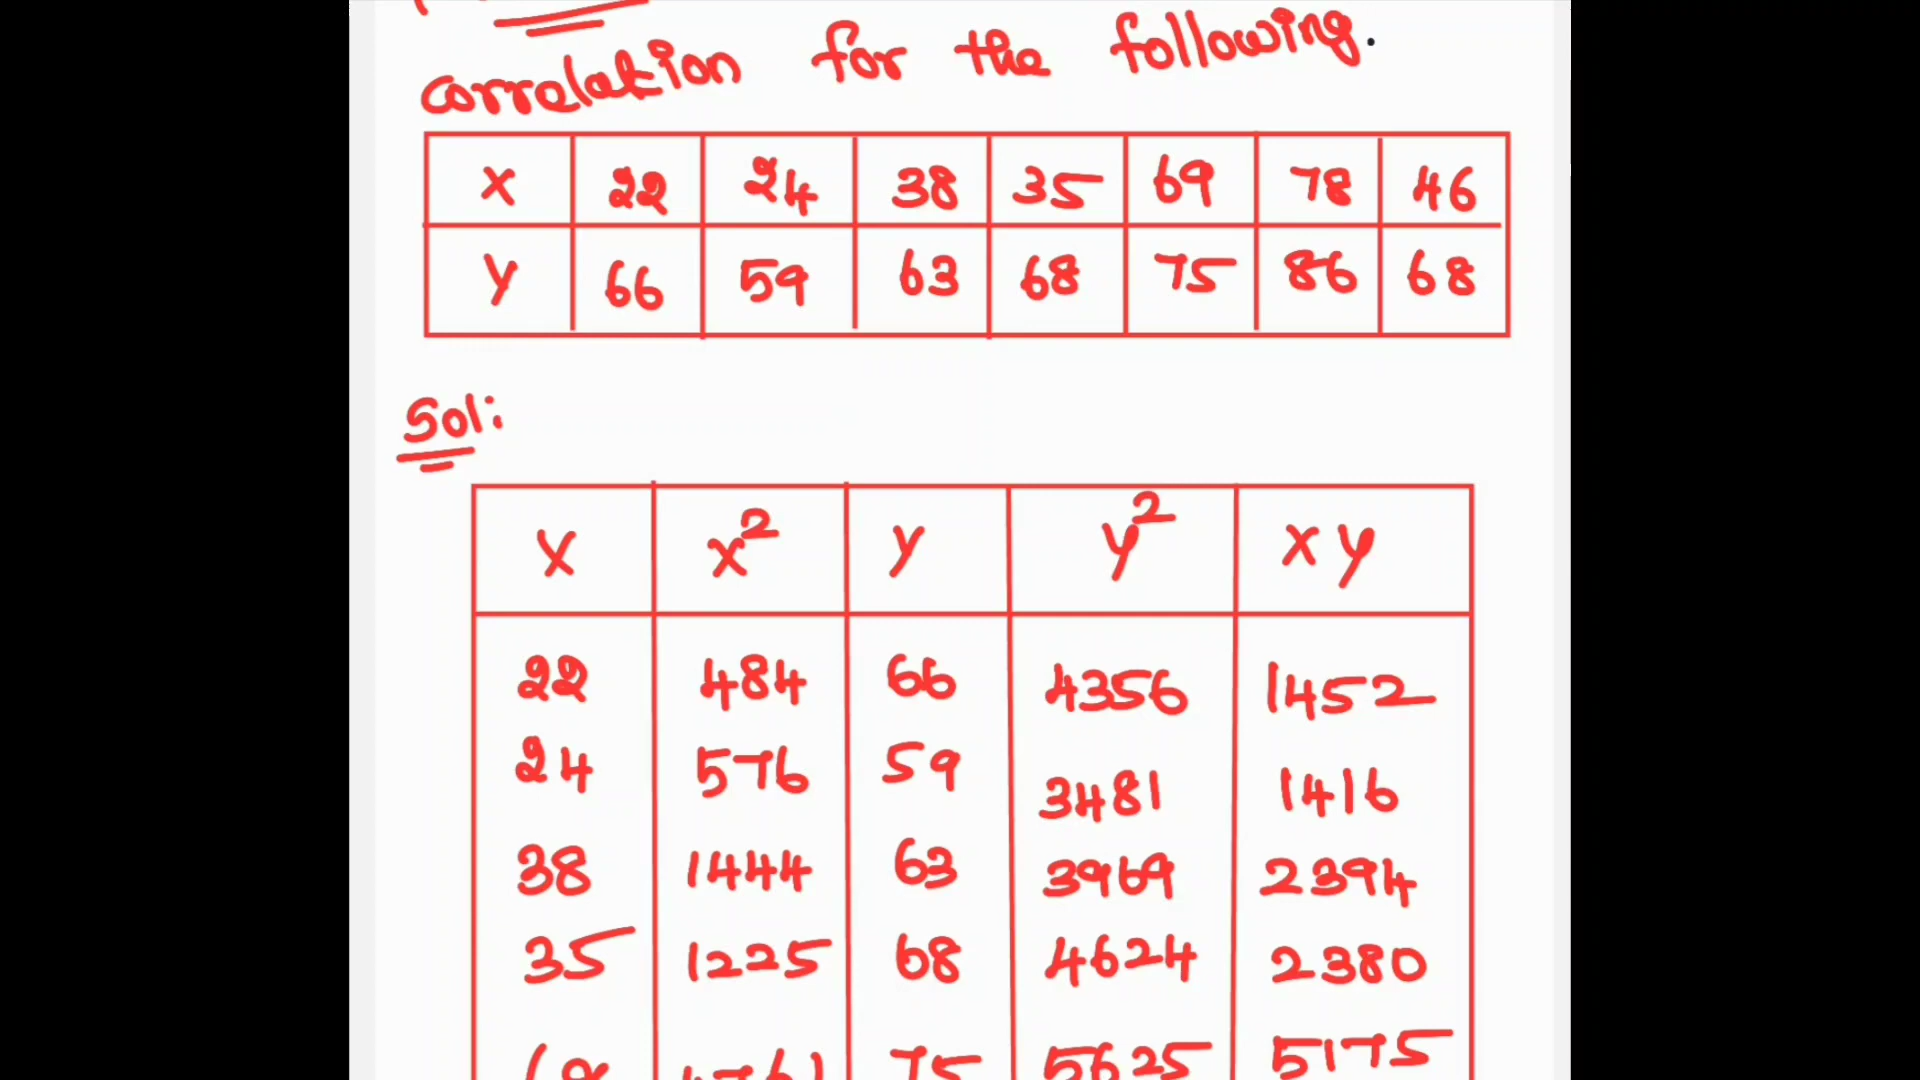 correlation for the following.
x 22 24 38 35 69 78 46
y 66 59 63 68 75 86 68
Sol:
x x² y y² xy
22 484 66 4356 1452
24 576 59 3481 1416
38 1444 63 3969 2394
35 1225 68 4624 2380
75 5625 5175